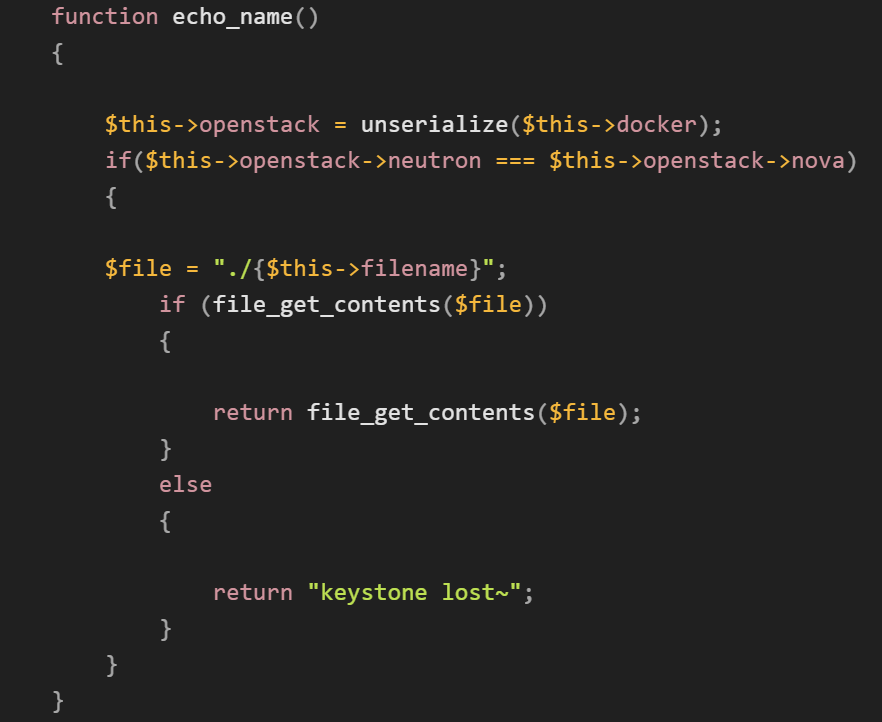 function echo_name()
{
$this->openstack = unserialize($this->docker);
if($this->openstack->neutron === $this->openstack->nova)
{
$file = "./{$this->filename}";
if (file_get_contents($file))
{
return file_get_contents($file);
}
else
{
return "keystone lost~";
}
}
}